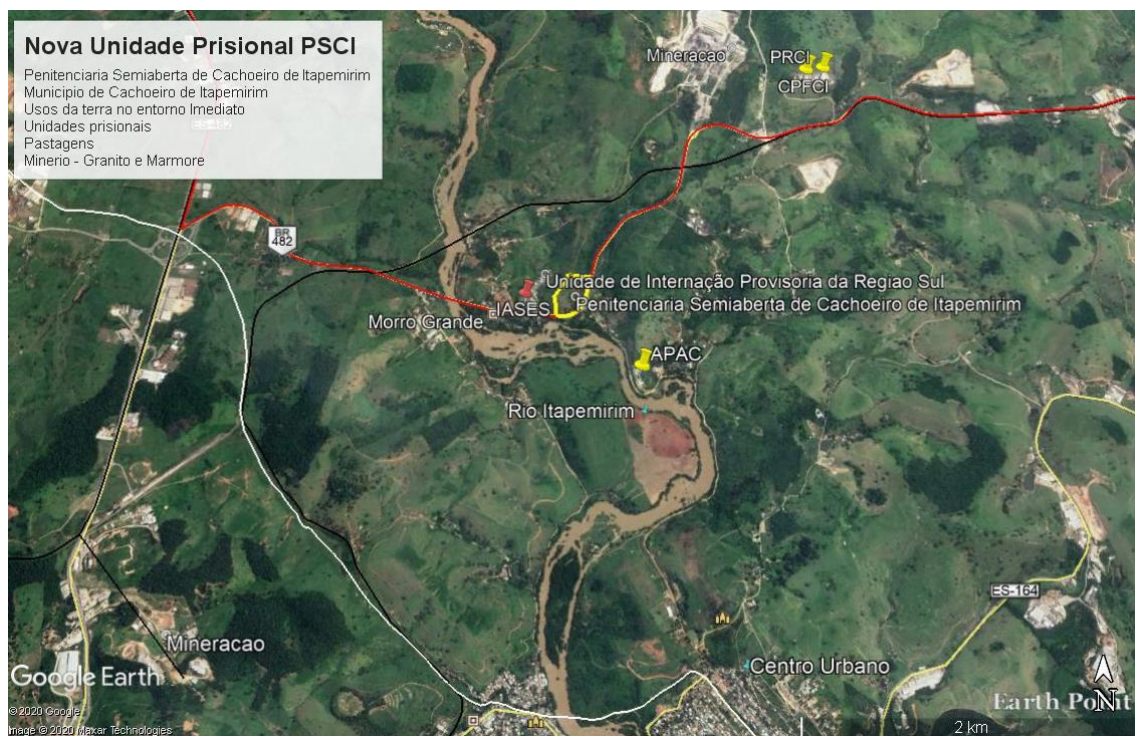 Nova Unidade Prisional PSCI
Penitenciaria Semiaberta de Cachoeiro de Itapemirim
Municipio de Cachoeiro de Itapemirim
Usos da terra no entorno Imediato
Unidades prisionais
Pastagens
Minerio - Granito e Marmore
Mineracao
PRCI
CPFCI
BR
482
Unidade de Internação Provisoria da Regiao Sul
IASES
Penitenciaria Semiaberta de Cachoeiro de Itapemirim
Morro Grande
APAC
Rio Itapemirim
ES-164
Mineracao
Centro Urbano
Google Earth
Earth Point
N
© 2020 Google
Image © 2020 Maxar Technologies
2 km